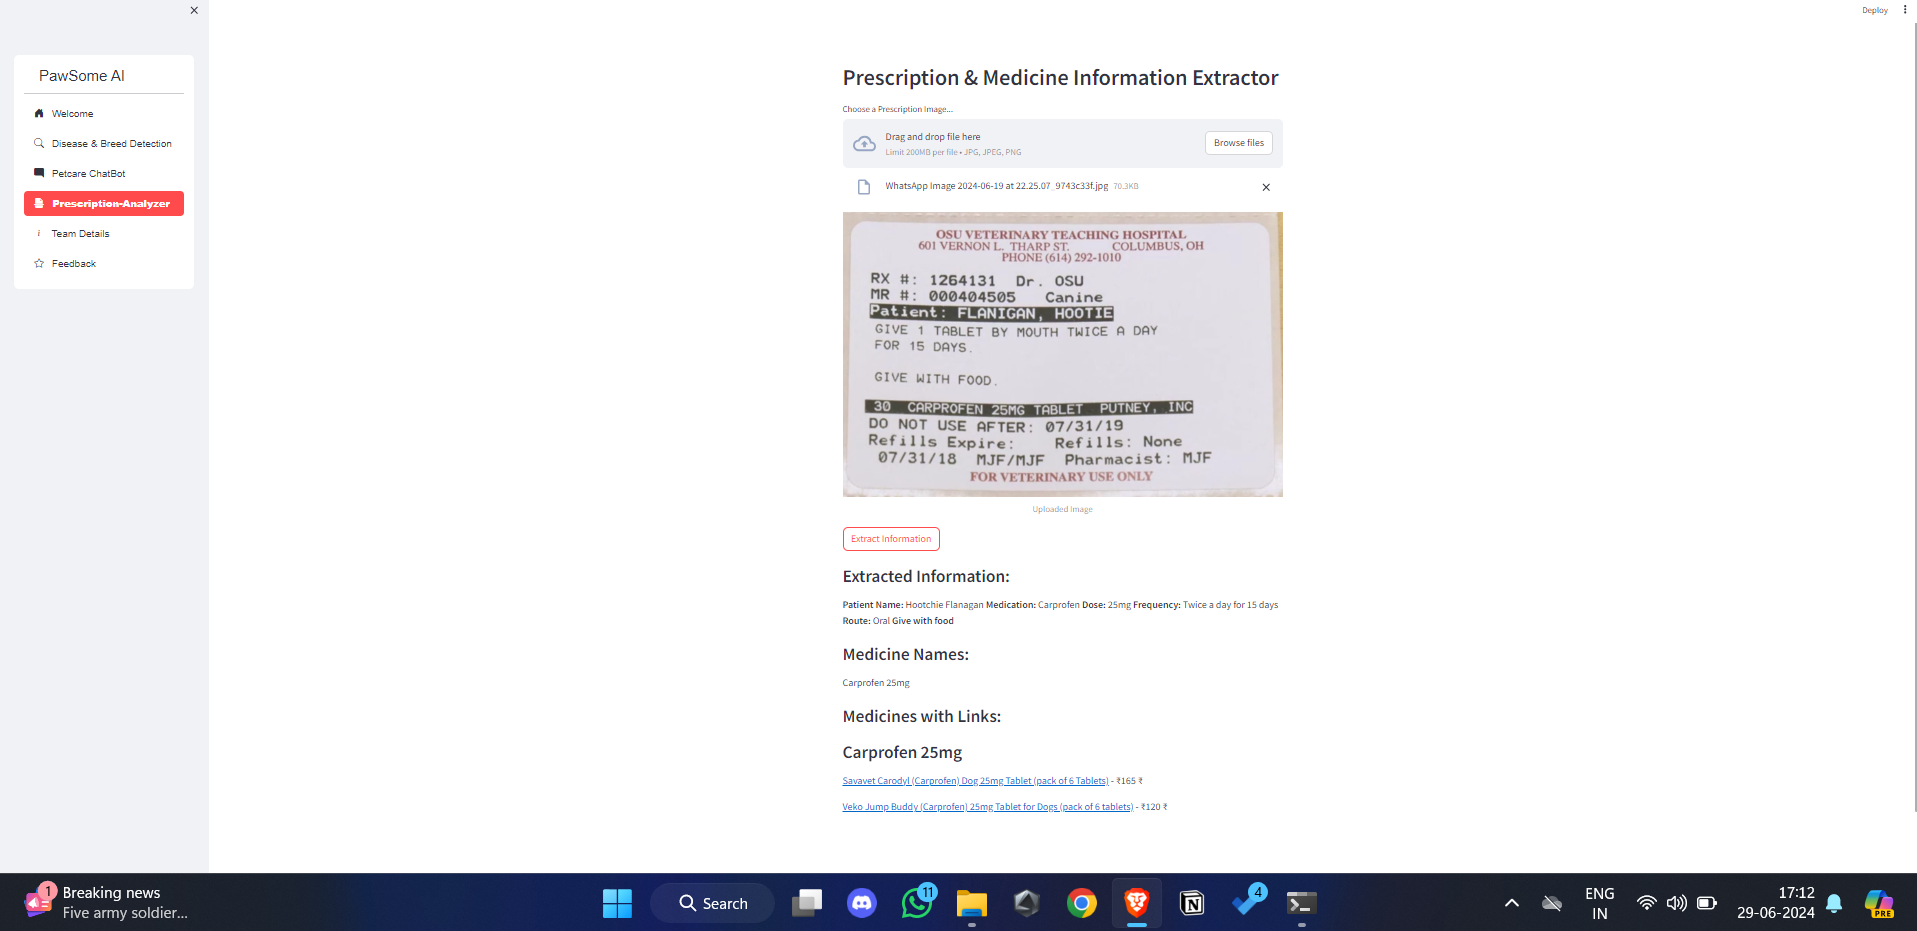 Deploy
PawSome AI
Welcome
Disease & Breed Detection
Petcare ChatBot
Prescription-Analyzer
Team Details
Feedback
Prescription & Medicine Information Extractor
Choose a Prescription Image...
Drag and drop file here
Limit 200MB per file • JPG, JPEG, PNG
Browse files
WhatsApp Image 2024-06-19 at 22.25.07_9743c33f.jpg 70.3KB
OSU VETERINARY TEACHING HOSPITAL
601 VERNON L. THARP ST. COLUMBUS, OH
PHONE (614) 292-1010
RX #: 1264131 Dr. OSU
MR #: 000404505 Canine
Patient: FLANIGAN, HOOTIE
GIVE 1 TABLET BY MOUTH TWICE A DAY
FOR 15 DAYS.
GIVE WITH FOOD.
30 CARPROFEN 25MG TABLET PUTNEY, INC
DO NOT USE AFTER: 07/31/19
Refills Expire: Refills: None
07/31/18 MJF/MJF Pharmacist: MJF
FOR VETERINARY USE ONLY
Uploaded Image
Extract Information
Extracted Information:
Patient Name: Hootchie Flanagan Medication: Carprofen Dose: 25mg Frequency: Twice a day for 15 days
Route: Oral Give with food
Medicine Names:
Carprofen 25mg
Medicines with Links:
Carprofen 25mg
Savavet Carodyl (Carprofen) Dog 25mg Tablet (pack of 6 Tablets) - ₹165 ₹
Veko Jump Buddy (Carprofen) 25mg Tablet for Dogs (pack of 6 tablets) - ₹120 ₹
1
Breaking news
Five army soldier...
Search
11
4
PRE
ENG
IN
17:12
29-06-2024